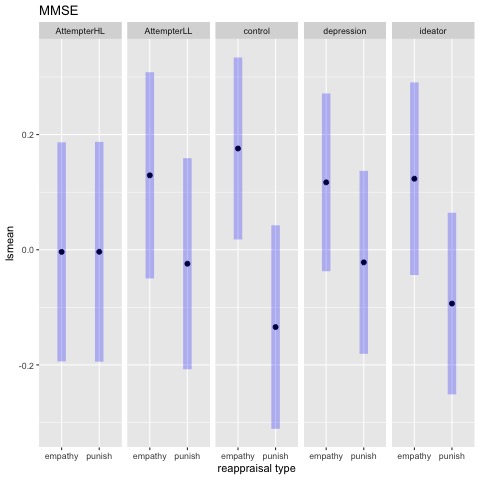 MMSE
AttempterHL AttempterLL control depression ideator
0.2
0.0
-0.2
lsmean
empathy punish empathy punish empathy punish empathy punish empathy punish
reappraisal type